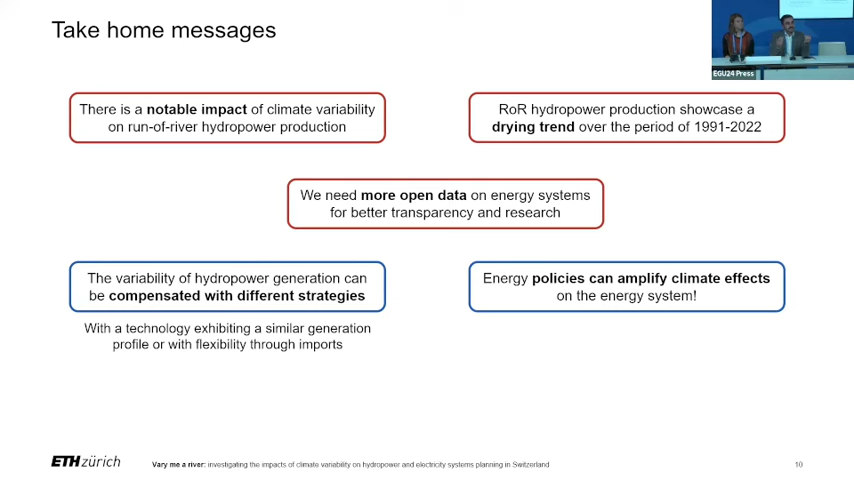 Take home messages
EGU24 Press
There is a notable impact of climate variability
on run-of-river hydropower production
RoR hydropower production showcase a
drying trend over the period of 1991-2022
We need more open data on energy systems
for better transparency and research
The variability of hydropower generation can
be compensated with different strategies
Energy policies can amplify climate effects
on the energy system!
With a technology exhibiting a similar generation
profile or with flexibility through imports
ETH zürich
Vary me a river: investigating the impacts of climate variability on hydropower and electricity systems planning in Switzerland
10